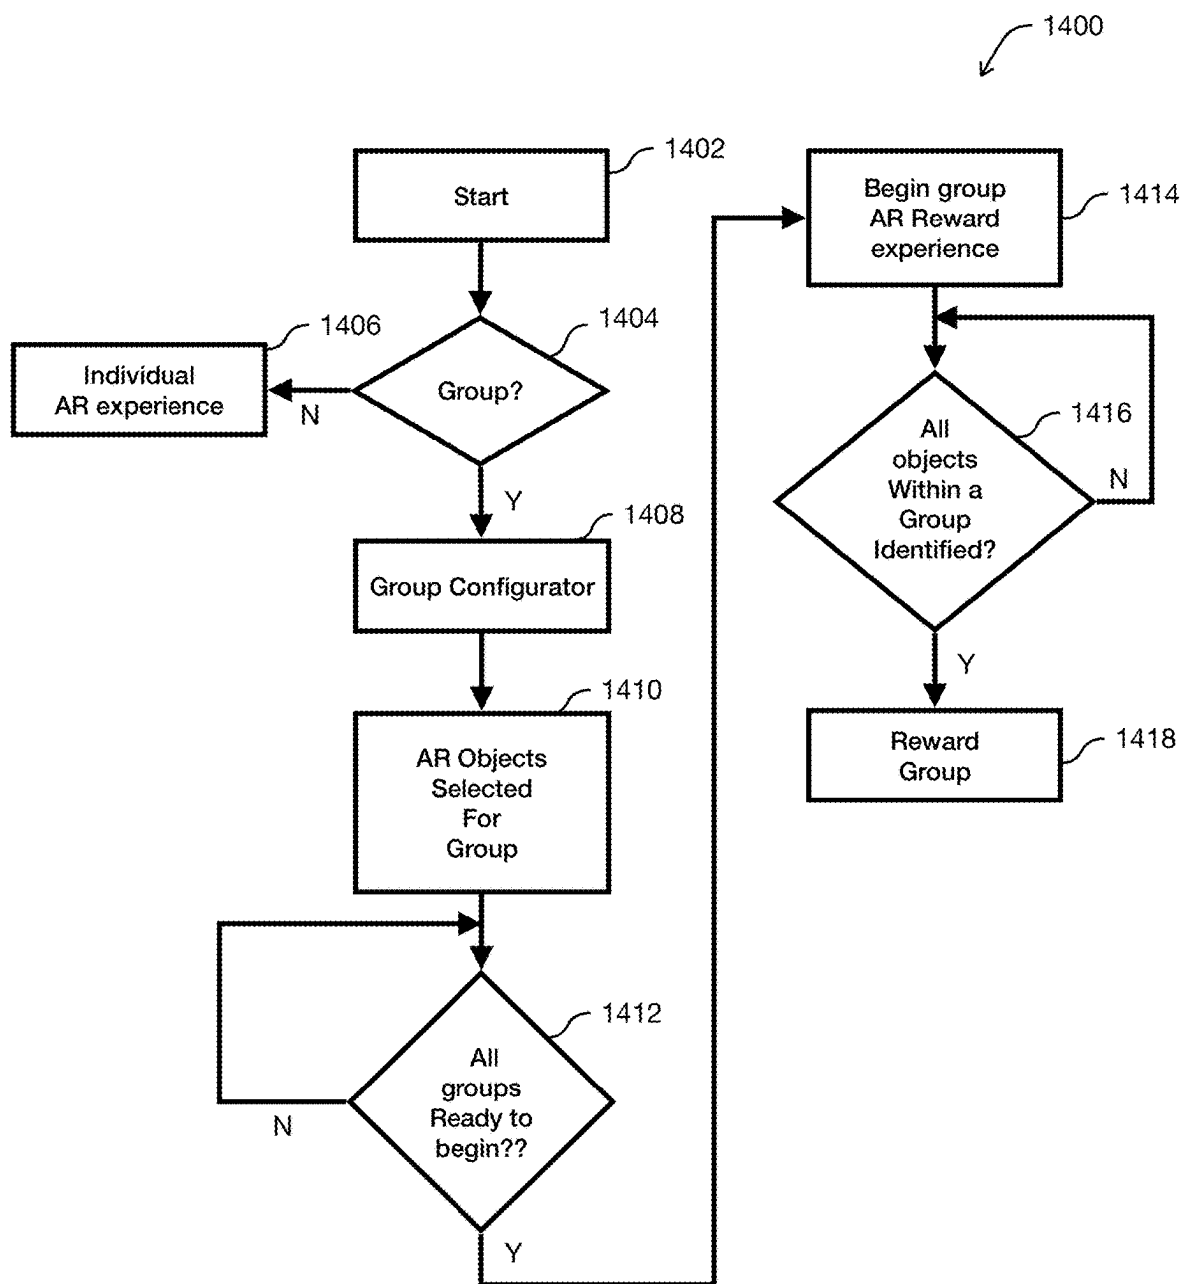 1400
1402
Start
1404
Group?
N
1406
Individual
AR experience
Y
1408
Group Configurator
1410
AR Objects
Selected
For
Group
1412
All
groups
Ready to
begin??
N
Y
1414
Begin group
AR Reward
experience
1416
All
objects
Within a
Group
Identified?
N
Y
1418
Reward
Group